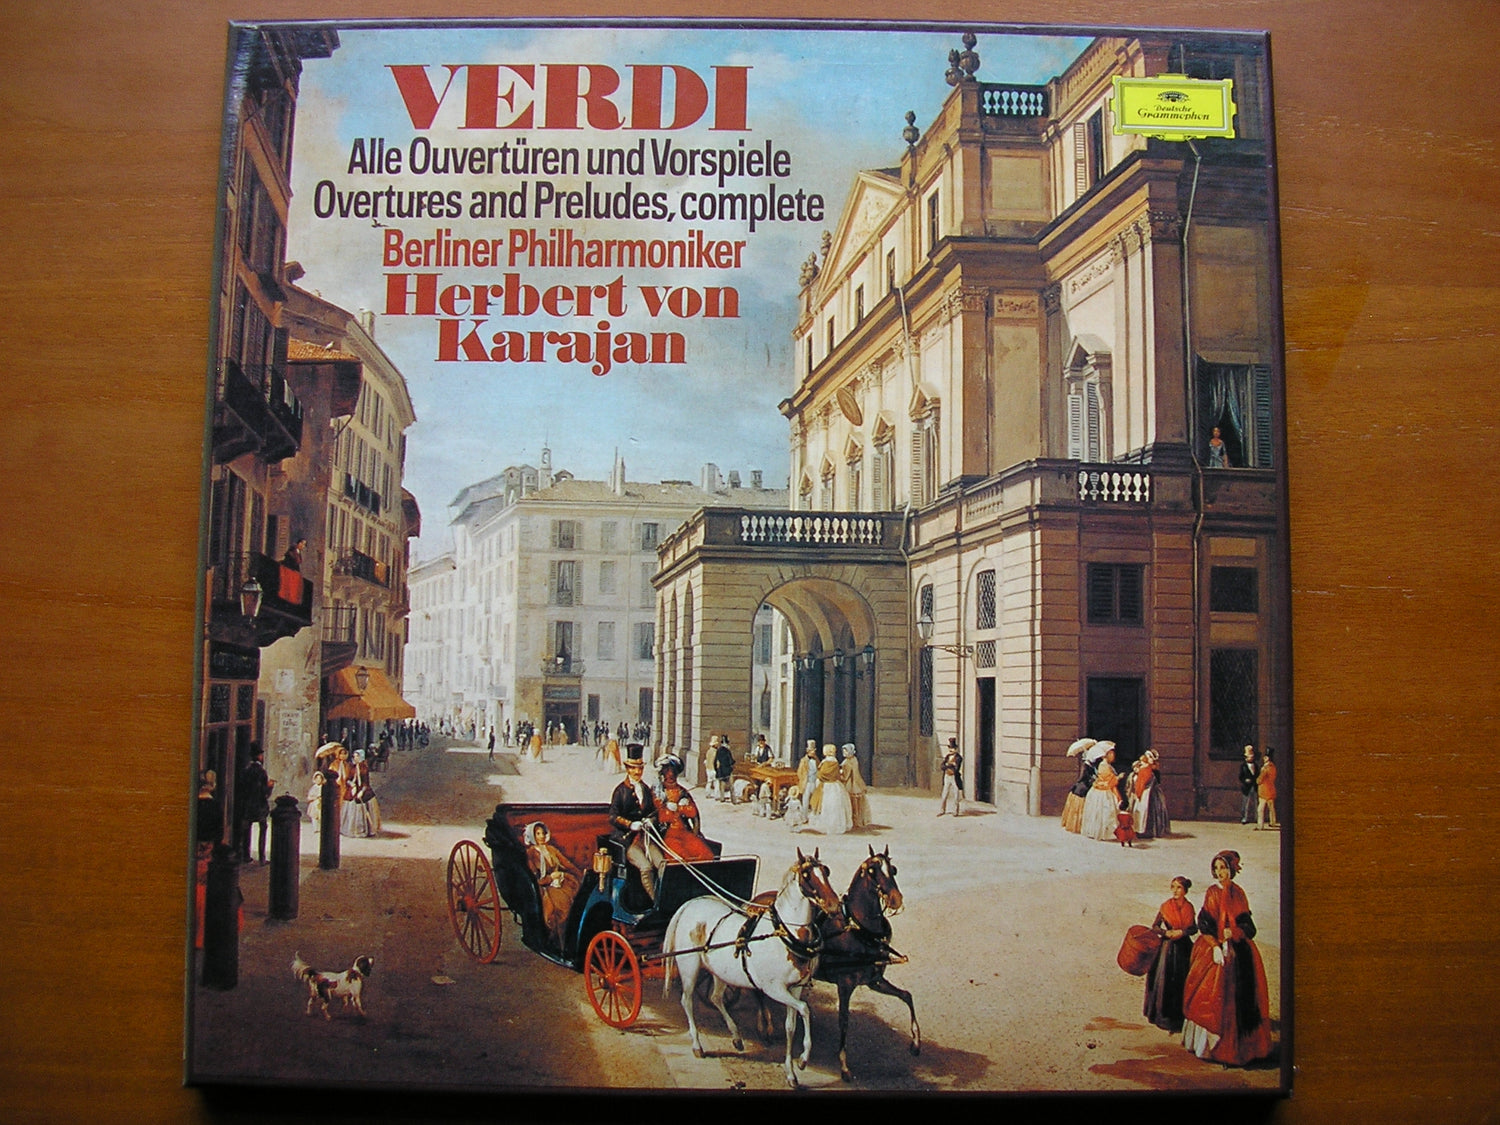 VERDI
Alle Ouvertüren und Vorspiele
Overtures and Preludes, complete
Berliner Philharmoniker
Herbert von
Karajan
Deutsche
Grammophon